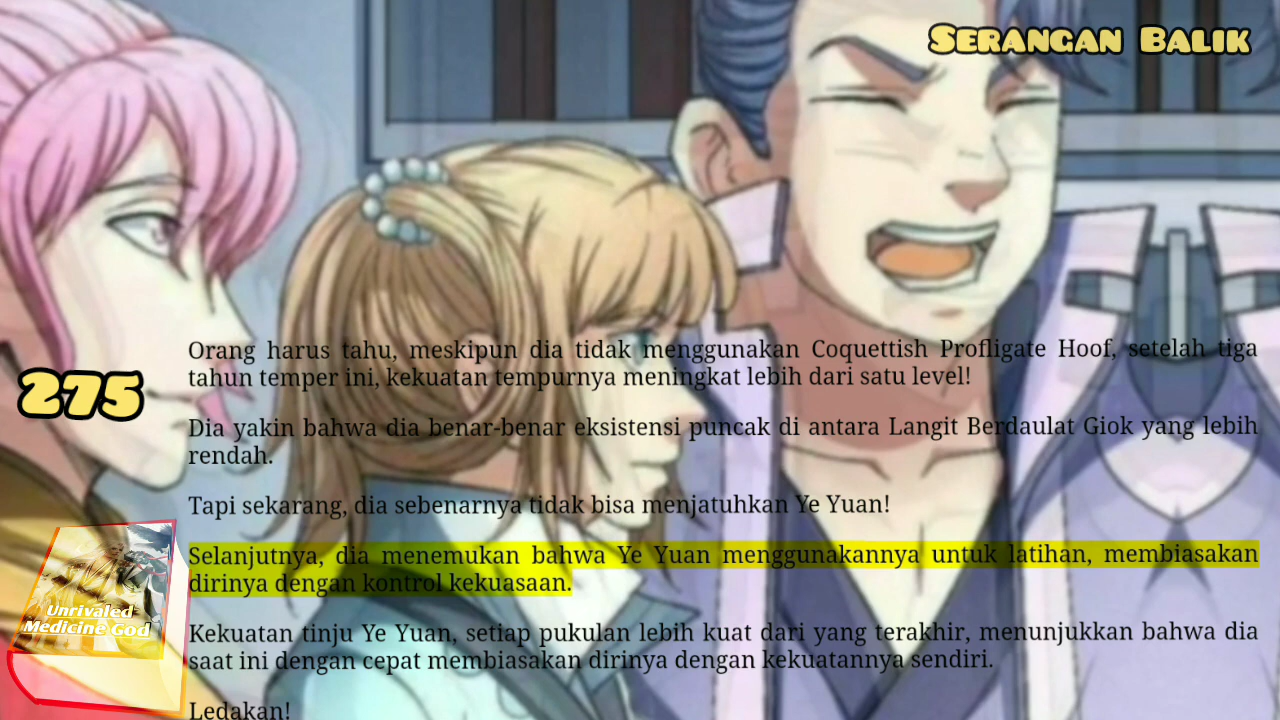 Serangan Balik
Orang harus tahu, meskipun dia tidak menggunakan Coquettish Profligate Hoof, setelah tiga
tahun temper ini, kekuatan tempurnya meningkat lebih dari satu level!
275
Dia yakin bahwa dia benar-benar eksistensi puncak di antara Langit Berdaulat Giok yang lebih
rendah.
Tapi sekarang, dia sebenarnya tidak bisa menjatuhkan Ye Yuan!
Selanjutnya, dia menemukan bahwa Ye Yuan menggunakannya untuk latihan, membiasakan
dirinya dengan kontrol kekuasaan.
Unrivaled
Medicine God
Kekuatan tinju Ye Yuan, setiap pukulan lebih kuat dari yang terakhir, menunjukkan bahwa dia
saat ini dengan cepat membiasakan dirinya dengan kekuatannya sendiri.
Ledakan!